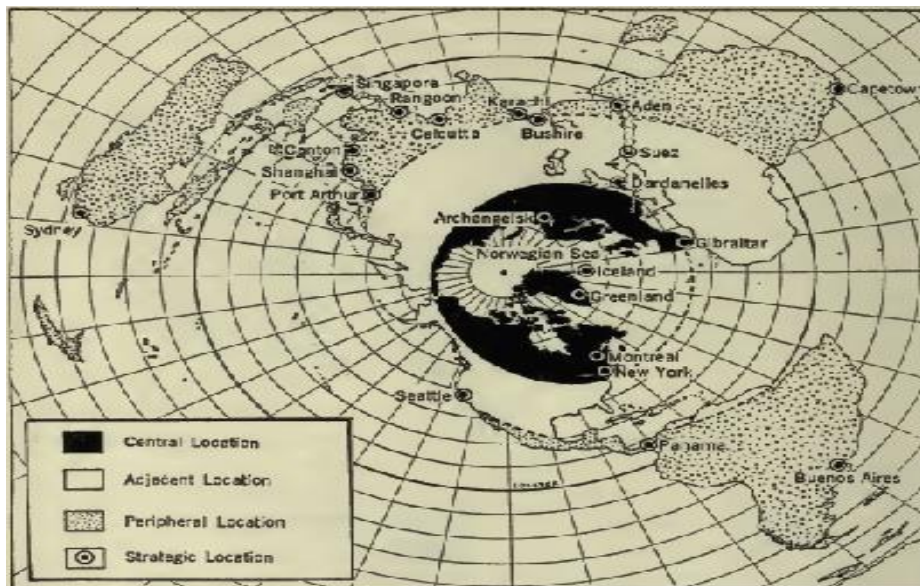 Singapore
Rangoon
Karachi
Aden
Capetown
Calcutta
Bushire
Canton
Suez
Shanghai
Port Arthur
Dardanelles
Sydney
Archangelsk
Gibraltar
Norwegian Sea
Iceland
Greenland
Montreal
New York
Seattle
Panama
Buenos Aires
Central Location
Adjacent Location
Peripheral Location
Strategic Location